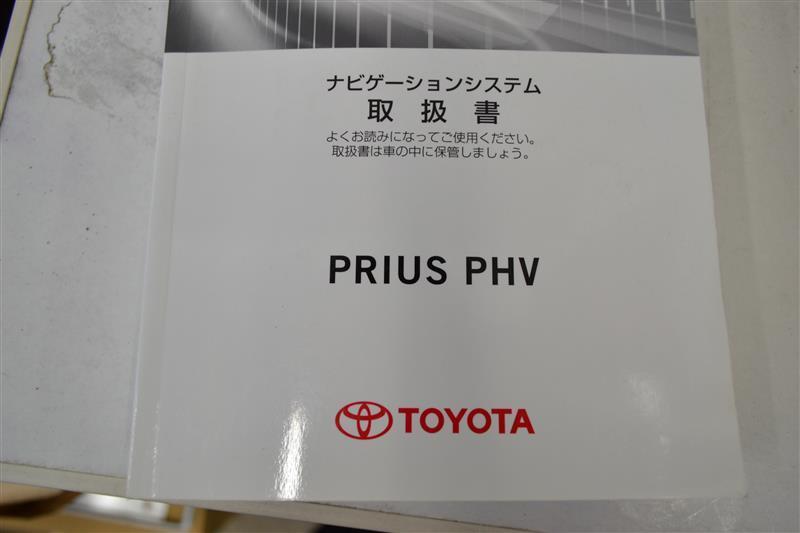 ナビゲーションシステム
取扱書
よくお読みになってご使用ください。
取扱書は車の中に保管しましょう。
PRIUS PHV
TOYOTA